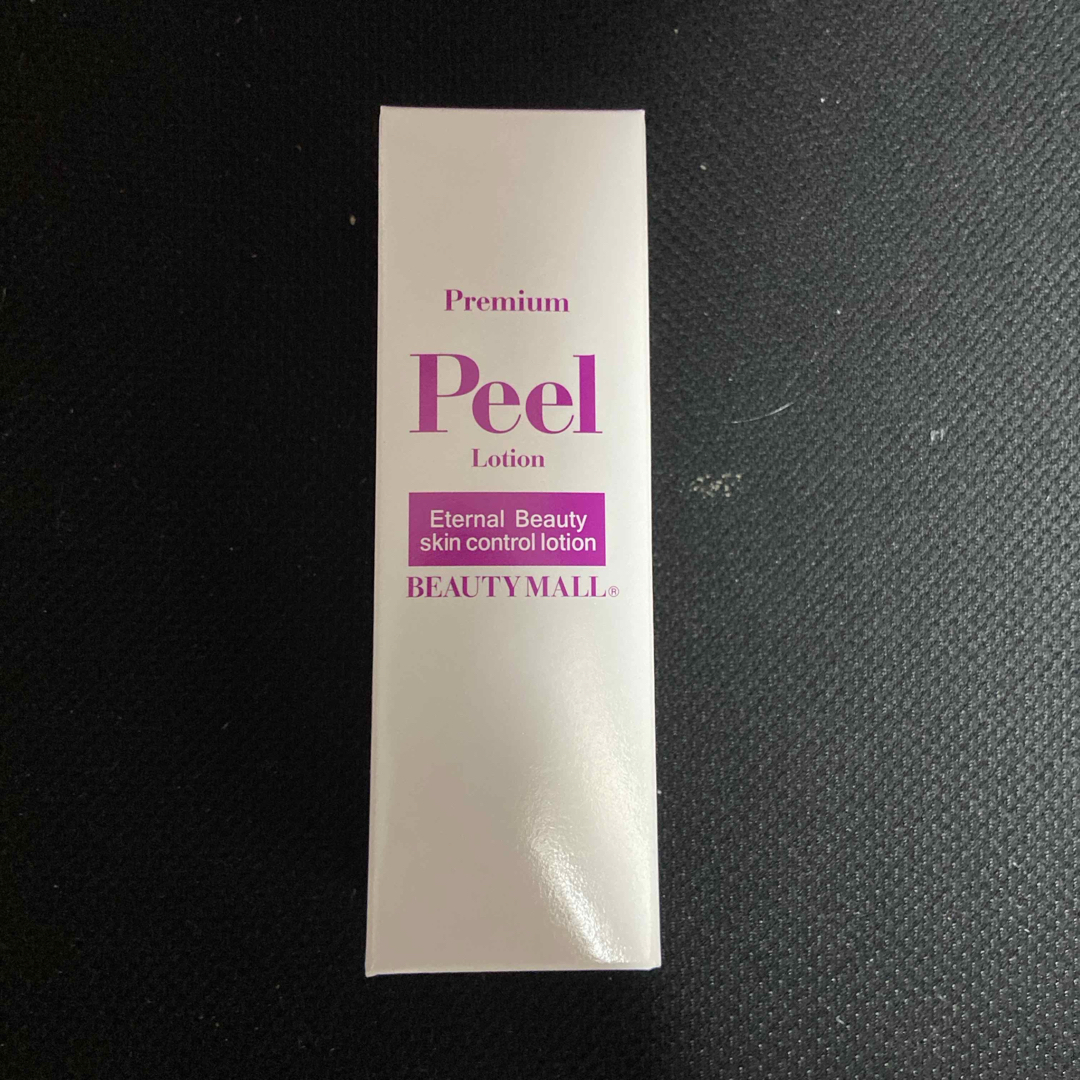 Premium
Peel
Lotion
Eternal Beauty
skin control lotion
BEAUTY MALL®